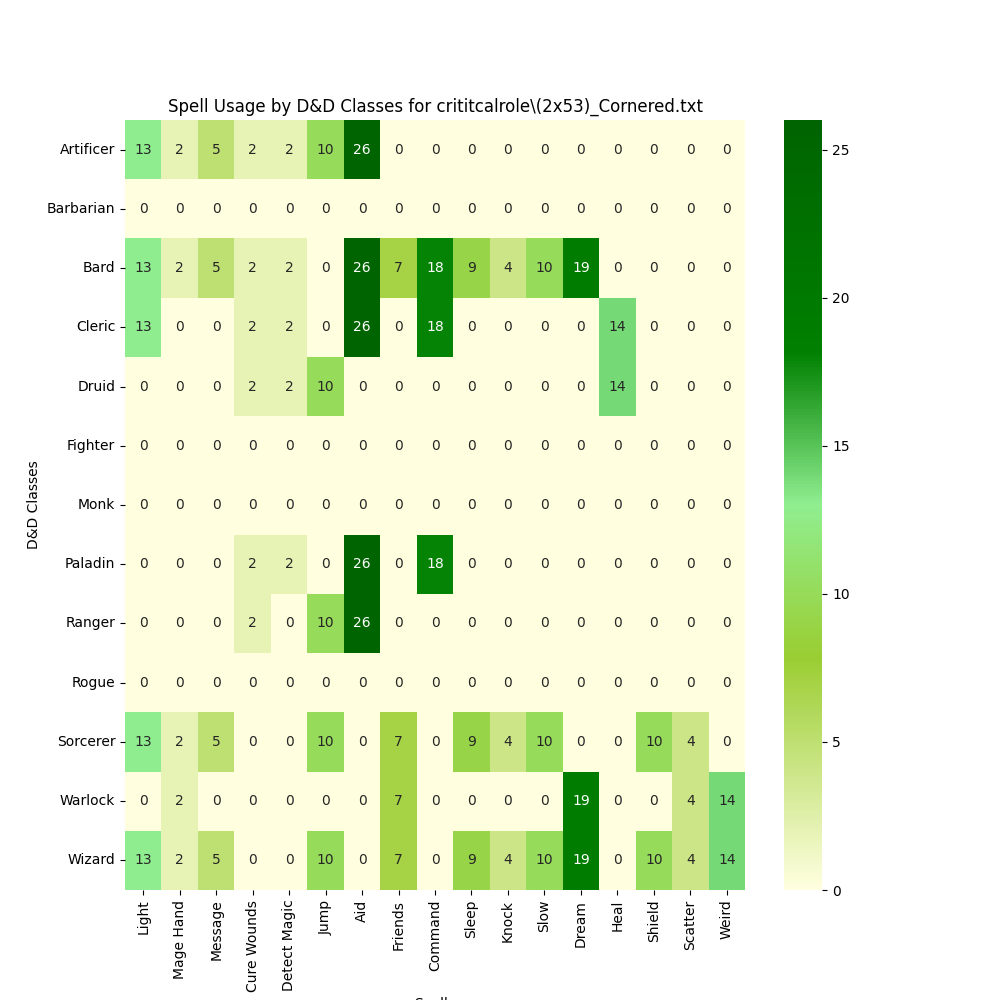 Spell Usage by D&D Classes for crititcalrole\(2x53)_Cornered.txt
Artificer 13 2 5 2 2 10 26 0 0 0 0 0 0 0 0 0 0
Barbarian 0 0 0 0 0 0 0 0 0 0 0 0 0 0 0 0 0
Bard 13 2 5 2 2 0 26 7 18 9 4 10 19 0 0 0 0
Cleric 13 0 0 2 2 0 26 0 18 0 0 0 0 14 0 0 0
Druid 0 0 0 2 2 10 0 0 0 0 0 0 0 14 0 0 0
Fighter 0 0 0 0 0 0 0 0 0 0 0 0 0 0 0 0 0
Monk 0 0 0 0 0 0 0 0 0 0 0 0 0 0 0 0 0
Paladin 0 0 0 2 2 0 26 0 18 0 0 0 0 0 0 0 0
Ranger 0 0 0 2 0 10 26 0 0 0 0 0 0 0 0 0 0
Rogue 0 0 0 0 0 0 0 0 0 0 0 0 0 0 0 0 0
Sorcerer 13 2 5 0 0 10 0 7 0 9 4 10 0 0 10 4 0
Warlock 0 2 0 0 0 0 0 7 0 0 0 0 19 0 0 4 14
Wizard 13 2 5 0 0 10 0 7 0 9 4 10 19 0 10 4 14
D&D Classes
Light
Mage Hand
Message
Cure Wounds
Detect Magic
Jump
Aid
Friends
Command
Sleep
Knock
Slow
Dream
Heal
Shield
Scatter
Weird
25
20
15
10
5
0